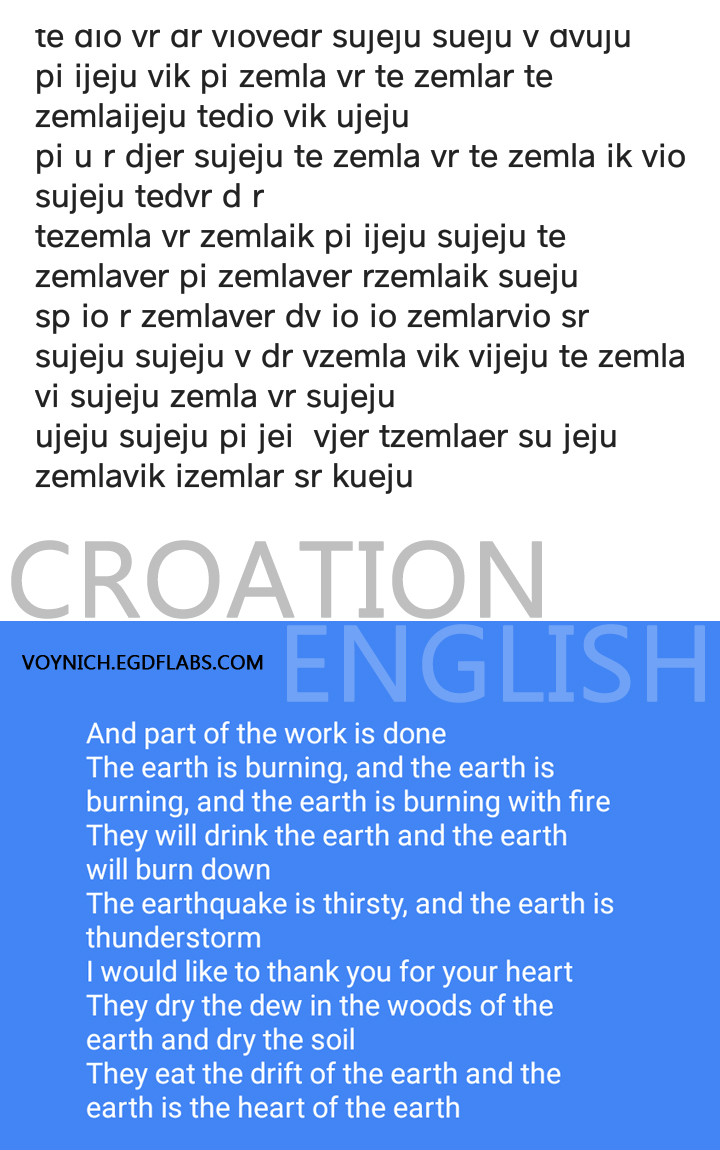 te dio vr dr viovedr sujeju sueju v dvuju
pi ijeju vik pi zemla vr te zemlar te
zemlaijeju tedio vik ujeju
pi u r djer sujeju te zemla vr te zemla ik vio
sujeju tedvr d r
tezemla vr zemlaik pi ijeju sujeju te
zemlaver pi zemlaver rzemlaik sueju
sp io r zemlaver dv io io zemlarvio sr
sujeju sujeju v dr vzemla vik vijeju te zemla
vi sujeju zemla vr sujeju
ujeju sujeju pi jei  vjer tzemlaer su jeju
zemlavik izemlar sr kueju
CROATION
ENGLISH
VOYNICH.EGDFLABS.COM
And part of the work is done
The earth is burning, and the earth is
burning, and the earth is burning with fire
They will drink the earth and the earth
will burn down
The earthquake is thirsty, and the earth is
thunderstorm
I would like to thank you for your heart
They dry the dew in the woods of the
earth and dry the soil
They eat the drift of the earth and the
earth is the heart of the earth